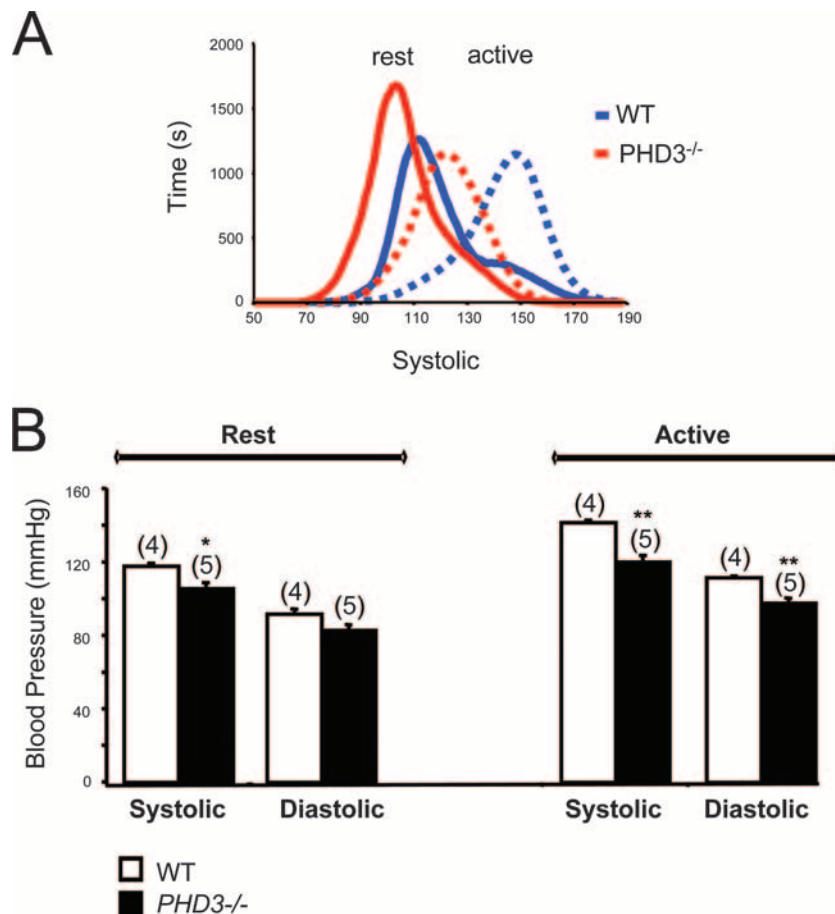 A
rest active
WT
PHD3-/-
Time (s)
2000
1500
1000
500
0
50 70 90 110 130 150 170 190
Systolic
B
Rest Active
Blood Pressure (mmHg)
160
120
80
40
0
(4) * (5) (4) (5) (4) ** (5) (4) ** (5)
Systolic Diastolic Systolic Diastolic
WT
PHD3-/-